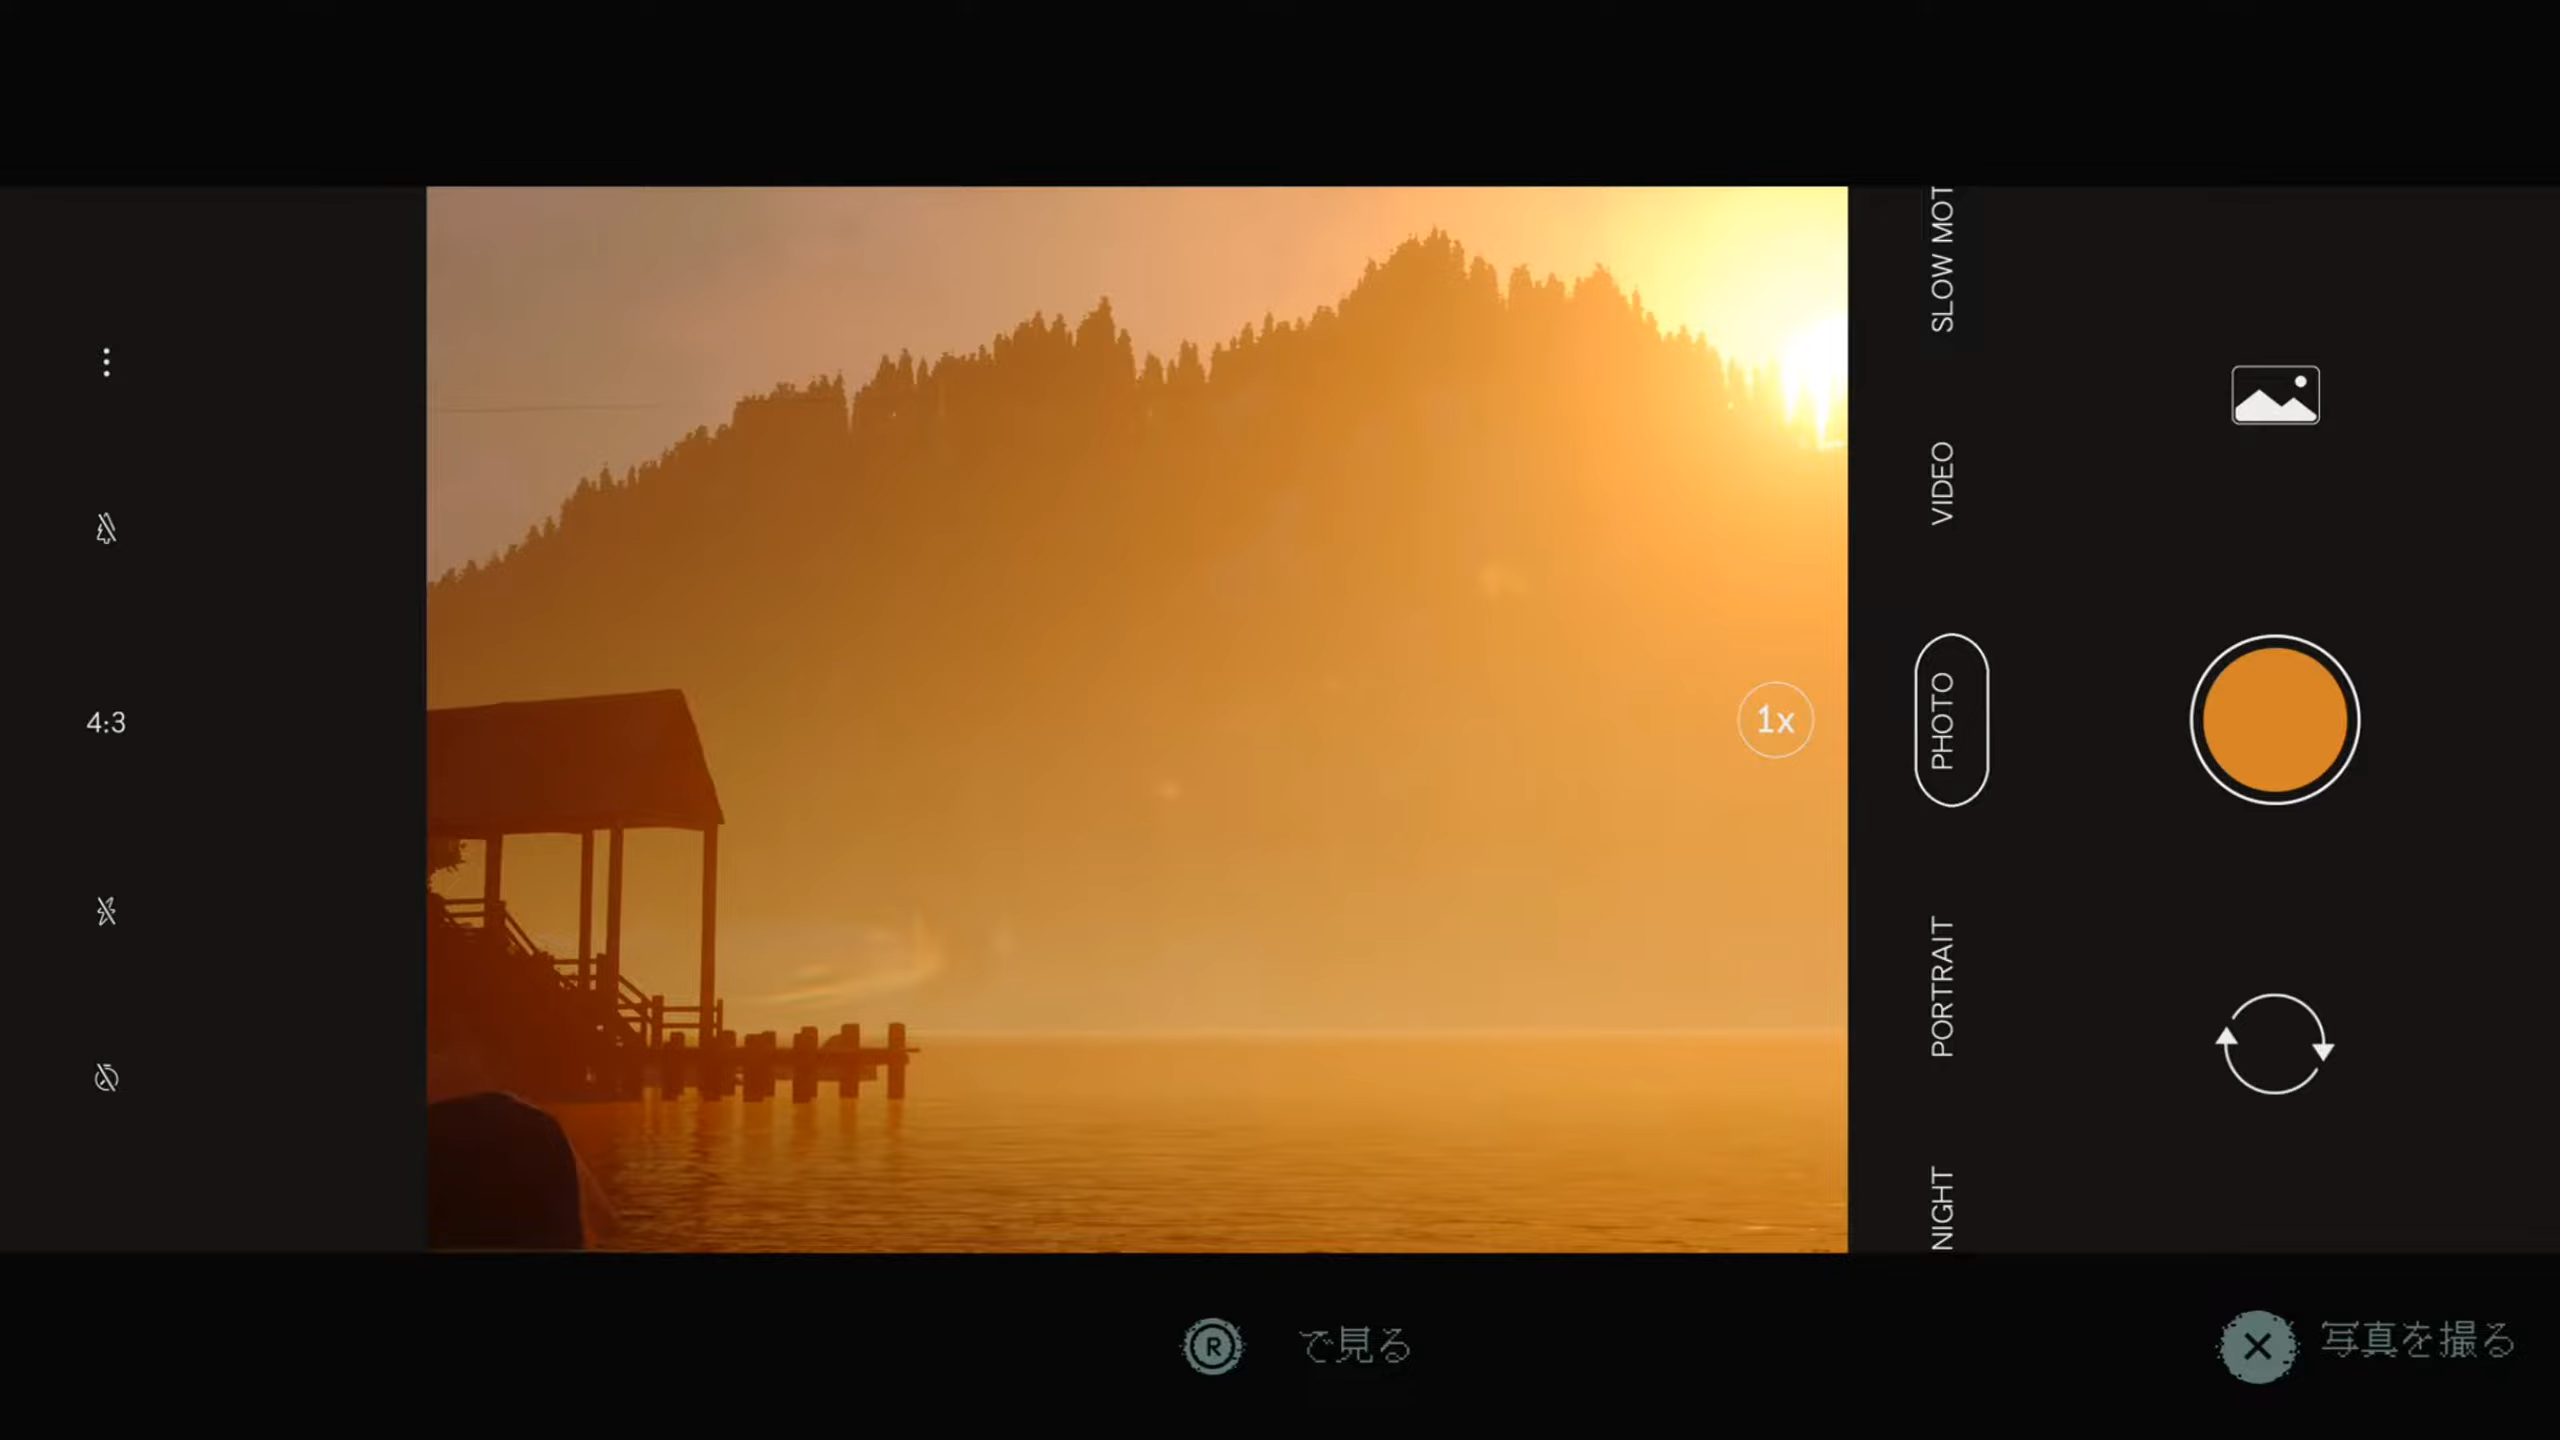 SLOW MOT
VIDEO
4:3
1x
PHOTO
PORTRAIT
NIGHT
R で見る
× 写真を撮る